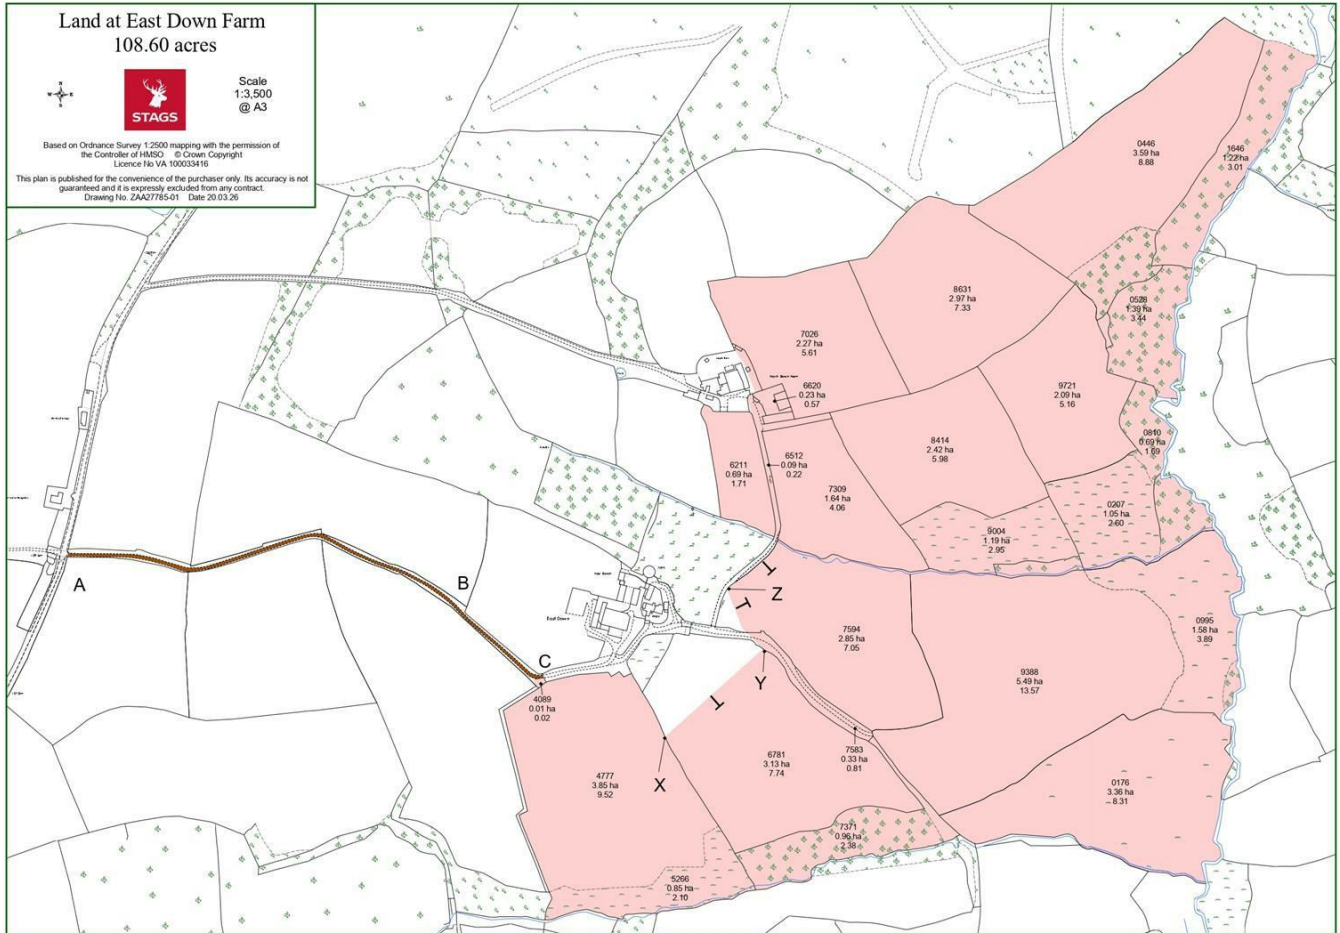 Land at East Down Farm
108.60 acres
Scale
1:3,500
@ A3
STAGS
Based on Ordnance Survey 1:2500 mapping with the permission of
the Controller of HMSO © Crown Copyright
Licence No VA 100033416
This plan is published for the convenience of the purchaser only. Its accuracy is not
guaranteed and it is expressly excluded from any contract.
Drawing No. ZAA27785-01 Date 20.03.26
0446
3.59 ha
8.88
1646
1.22 ha
3.01
8631
2.97 ha
7.33
0528
1.39 ha
3.44
7026
2.27 ha
5.61
6620
0.23 ha
0.57
9721
2.09 ha
5.16
8414
2.42 ha
5.98
0810
0.69 ha
1.69
6211
0.69 ha
1.71
6512
0.09 ha
0.22
7309
1.64 ha
4.06
0207
1.05 ha
2.60
9004
1.19 ha
2.95
A
B
C
Z
Y
X
East Down
7594
2.85 ha
7.05
0995
1.58 ha
3.89
9388
5.49 ha
13.57
4089
0.01 ha
0.02
4777
3.85 ha
9.52
6781
3.13 ha
7.74
7583
0.33 ha
0.81
0176
3.36 ha
8.31
7371
0.96 ha
2.38
5266
0.85 ha
2.10